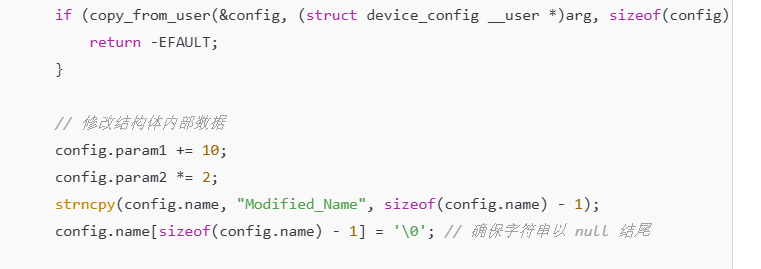 if (copy_from_user(&config, (struct device_config __user *)arg, sizeof(config)
return -EFAULT;
}
// 修改结构体内部数据
config.param1 += 10;
config.param2 *= 2;
strncpy(config.name, "Modified_Name", sizeof(config.name) - 1);
config.name[sizeof(config.name) - 1] = '\0'; // 确保字符串以 null 结尾